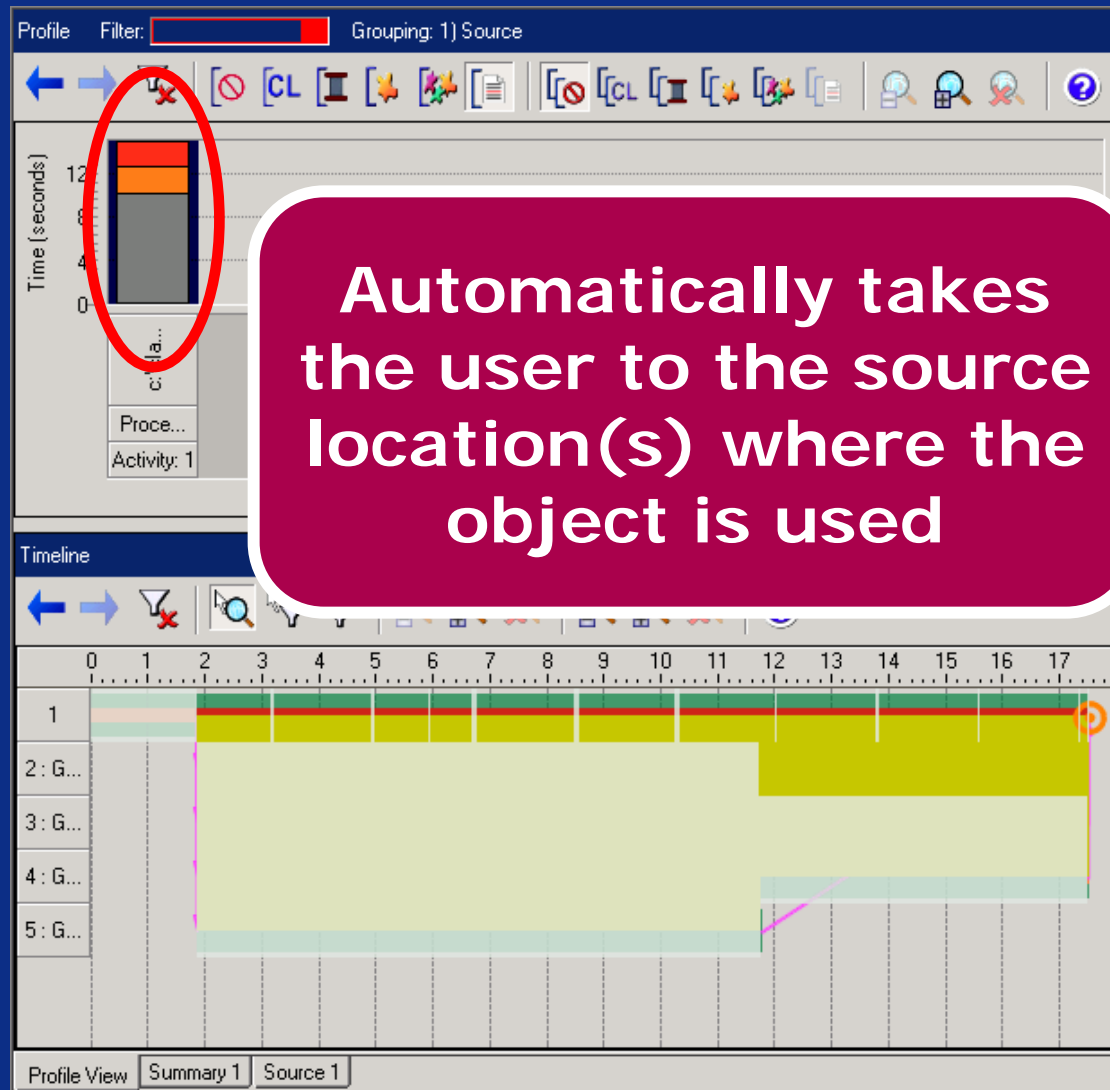 Profile Filter: Grouping: 1) Source
CL CL
Time (seconds)
12
8
4
0
Proce...
Activity: 1
Automatically takes
the user to the source
location(s) where the
object is used
Timeline
0 1 2 3 4 5 6 7 8 9 10 11 12 13 14 15 16 17
1
2 : G...
3 : G...
4 : G...
5 : G...
Profile View Summary 1 Source 1